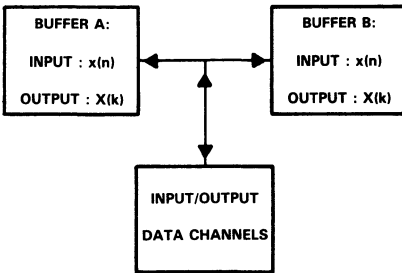 BUFFER A:
INPUT : x(n)
OUTPUT : X(k)
BUFFER B:
INPUT : x(n)
OUTPUT : X(k)
INPUT/OUTPUT
DATA CHANNELS